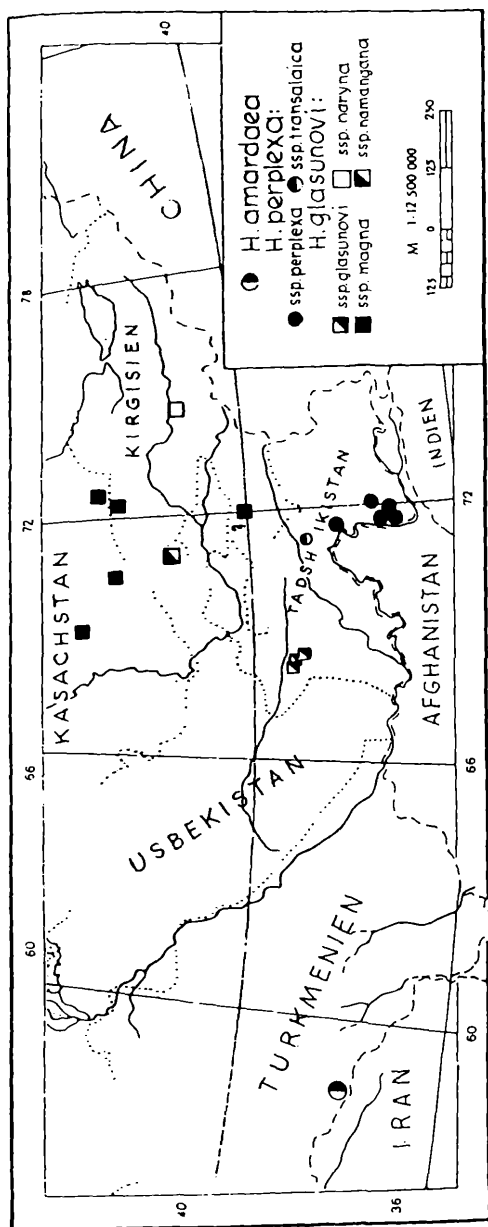 60
66
72
78
40
40
36
60
66
72
KASACHSTAN
KIRGISIEN
CHINA
USBEKISTAN
TADSHIKISTAN
TURKMENIEN
AFGHANISTAN
INDIEN
IRAN
?
H. amardaea
H. perplexa:
ssp. perplexa ssp. transalaica
H. glasunovi:
ssp. glasunovi ssp. naryna
ssp. magna ssp. namangana
M 1:12 500 000
125 0 125 250